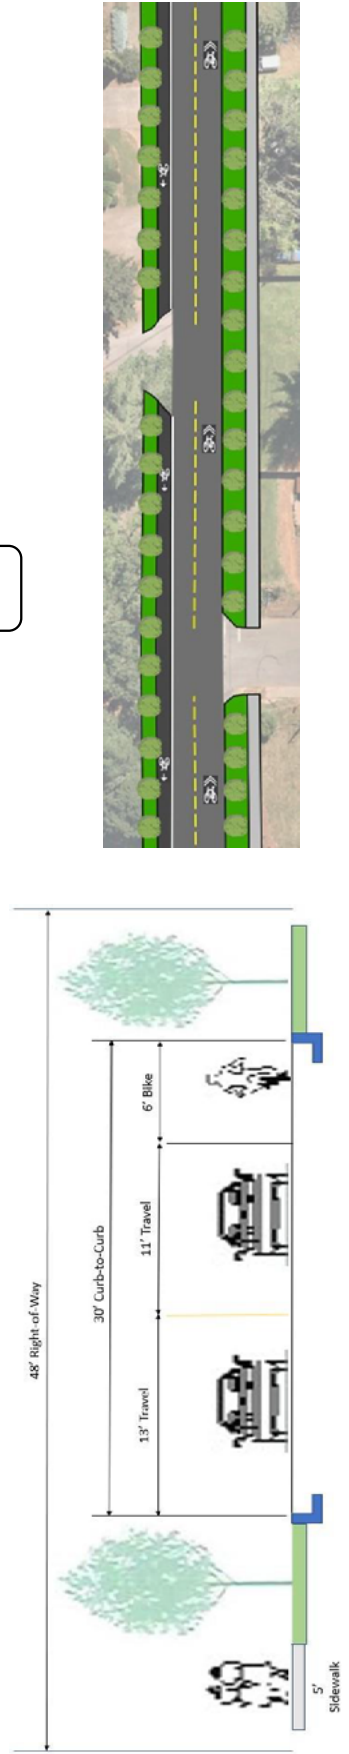 48' Right-of-Way
30' Curb-to-Curb
13' Travel
11' Travel
6' Bike
5'
Sidewalk